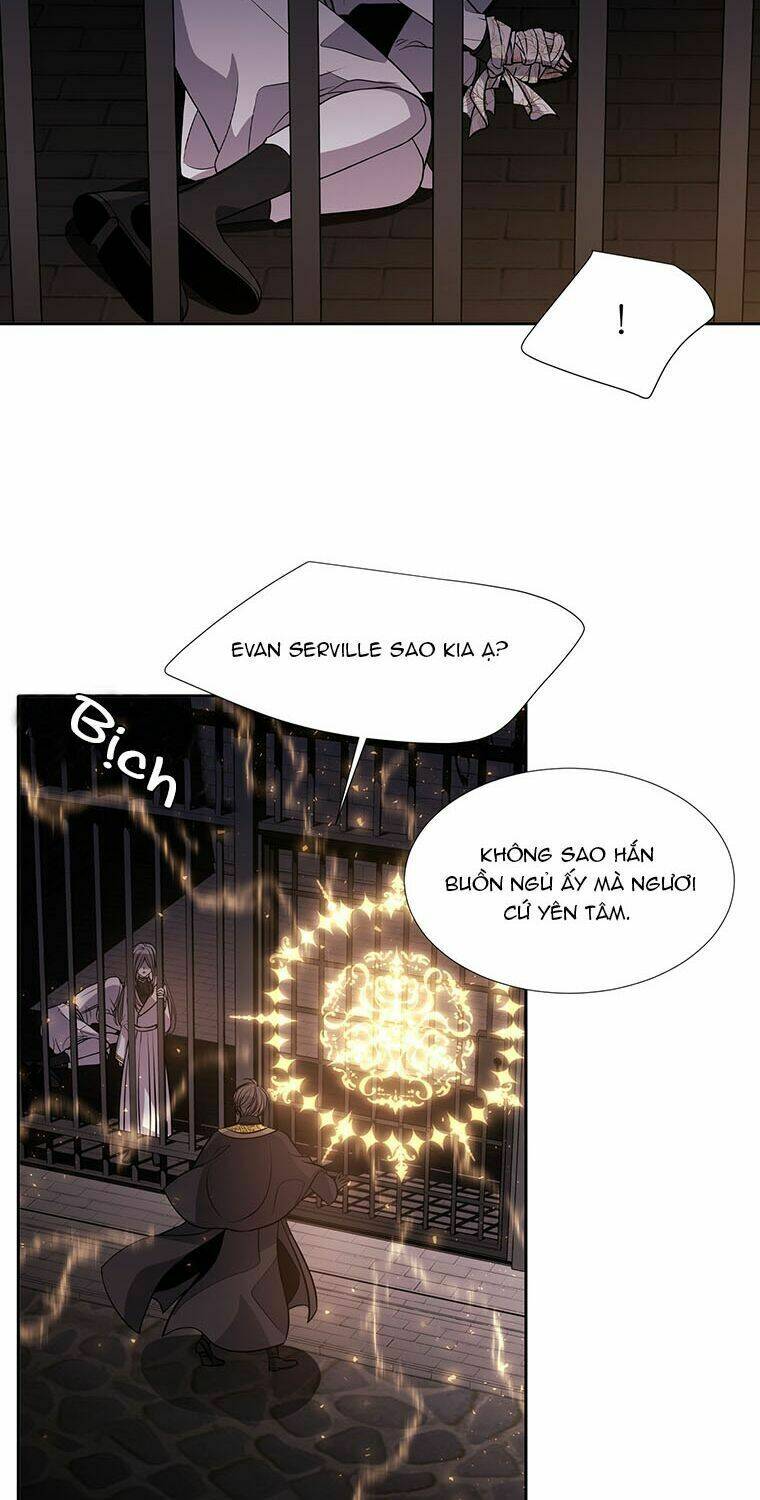 !
EVAN SERVILLE SAO KIA Ạ?
Bịch
KHÔNG SAO HẮN
BUỒN NGỦ ẤY MÀ NGƯƠI
CỨ YÊN TÂM.